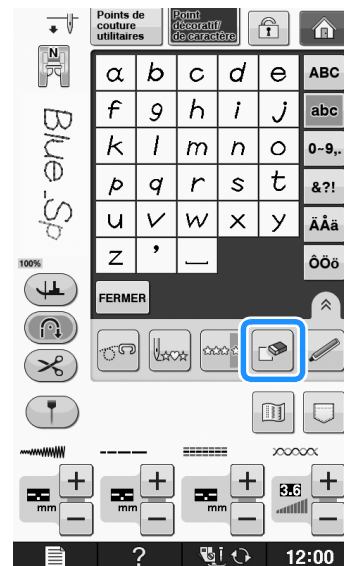 Points de
couture
utilitaires
Point
décoratif/
de caractère
N
Blue_Sp
100%
a b c d e ABC
f g h i j abc
k l m n o 0~9,.
p q r s t &?!
u v w x y ÄÅä
z ' _ ÔÖö
FERMER
mm
mm
mm
3.6
? 12:00